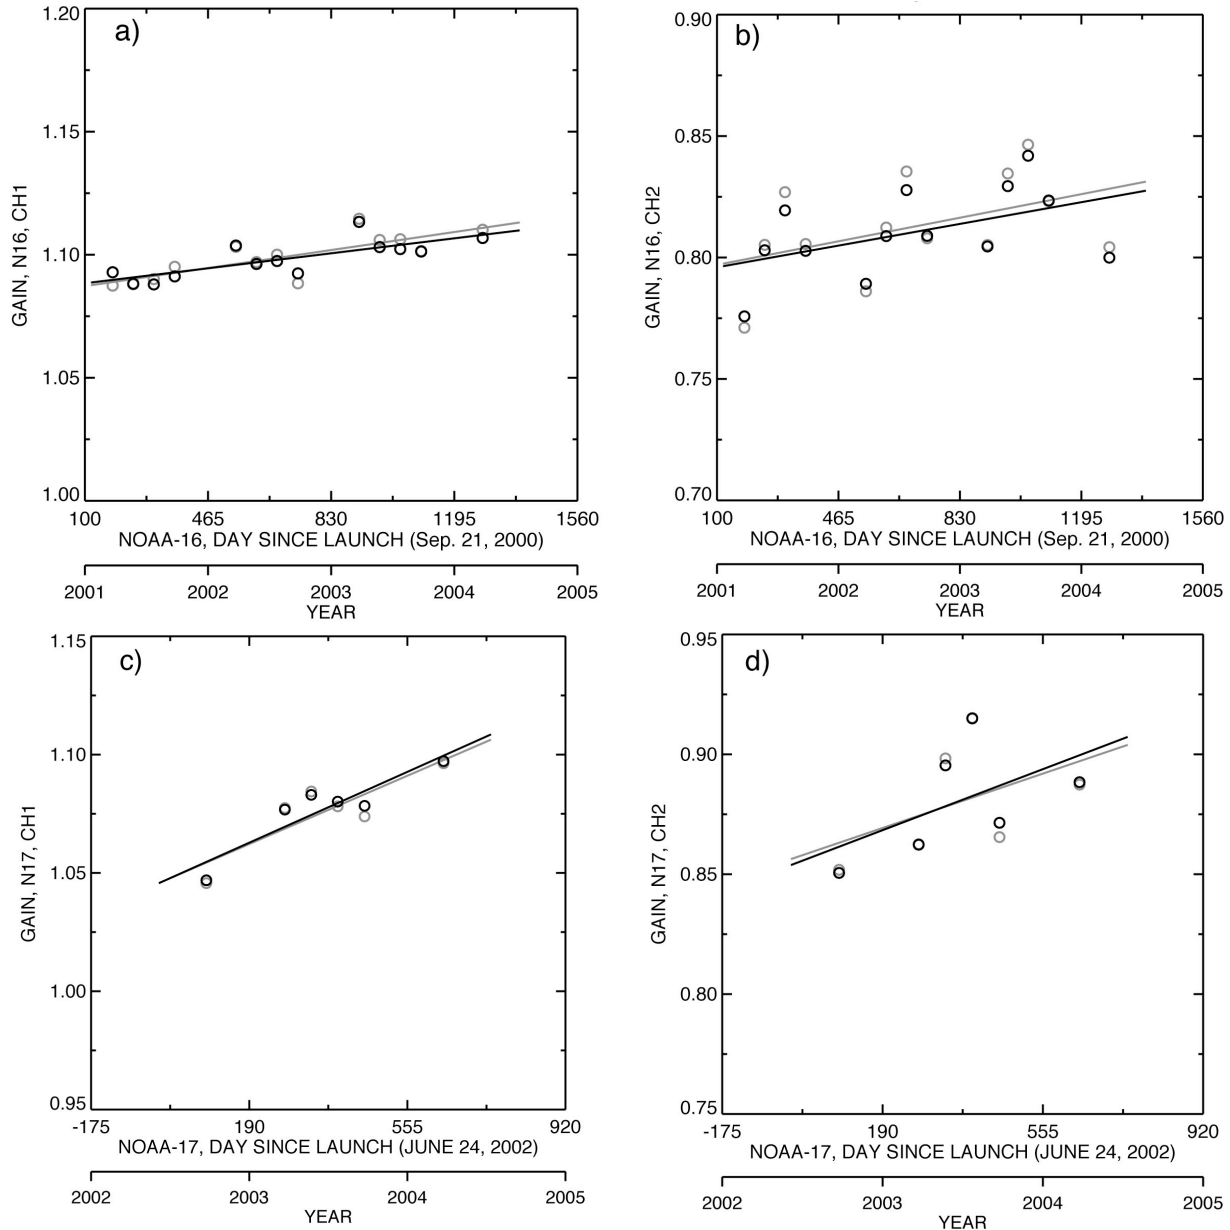 a)
1.20
1.15
1.10
1.05
1.00
GAIN, N16, CH1
100 465 830 1195 1560
NOAA-16, DAY SINCE LAUNCH (Sep. 21, 2000)
2001 2002 2003 2004 2005
YEAR
b)
0.90
0.85
0.80
0.75
0.70
GAIN, N16, CH2
100 465 830 1195 1560
NOAA-16, DAY SINCE LAUNCH (Sep. 21, 2000)
2001 2002 2003 2004 2005
YEAR
c)
1.15
1.10
1.05
1.00
0.95
GAIN, N17, CH1
-175 190 555 920
NOAA-17, DAY SINCE LAUNCH (JUNE 24, 2002)
2002 2003 2004 2005
YEAR
d)
0.95
0.90
0.85
0.80
0.75
GAIN, N17, CH2
-175 190 555 920
NOAA-17, DAY SINCE LAUNCH (JUNE 24, 2002)
2002 2003 2004 2005
YEAR